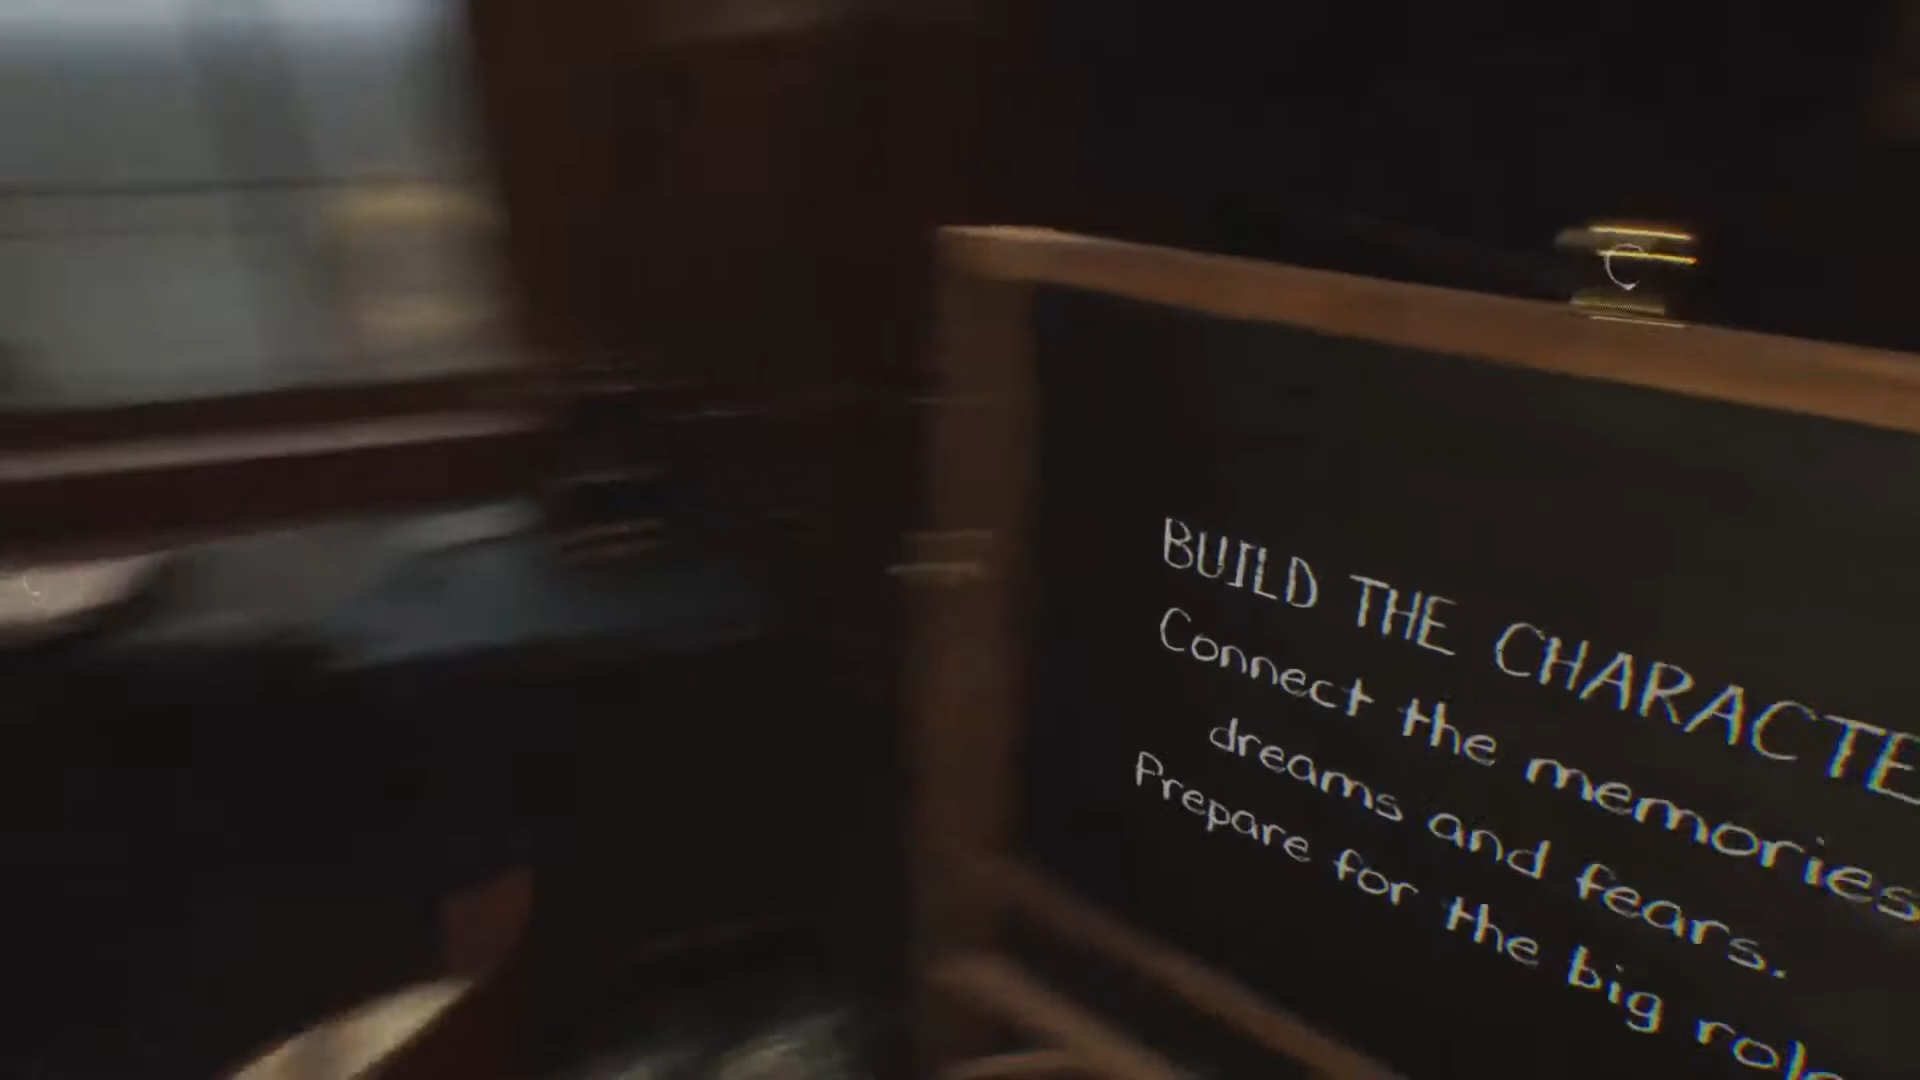 BUILD THE CHARACTE
Connect the memories
dreams and fears.
Prepare for the big role